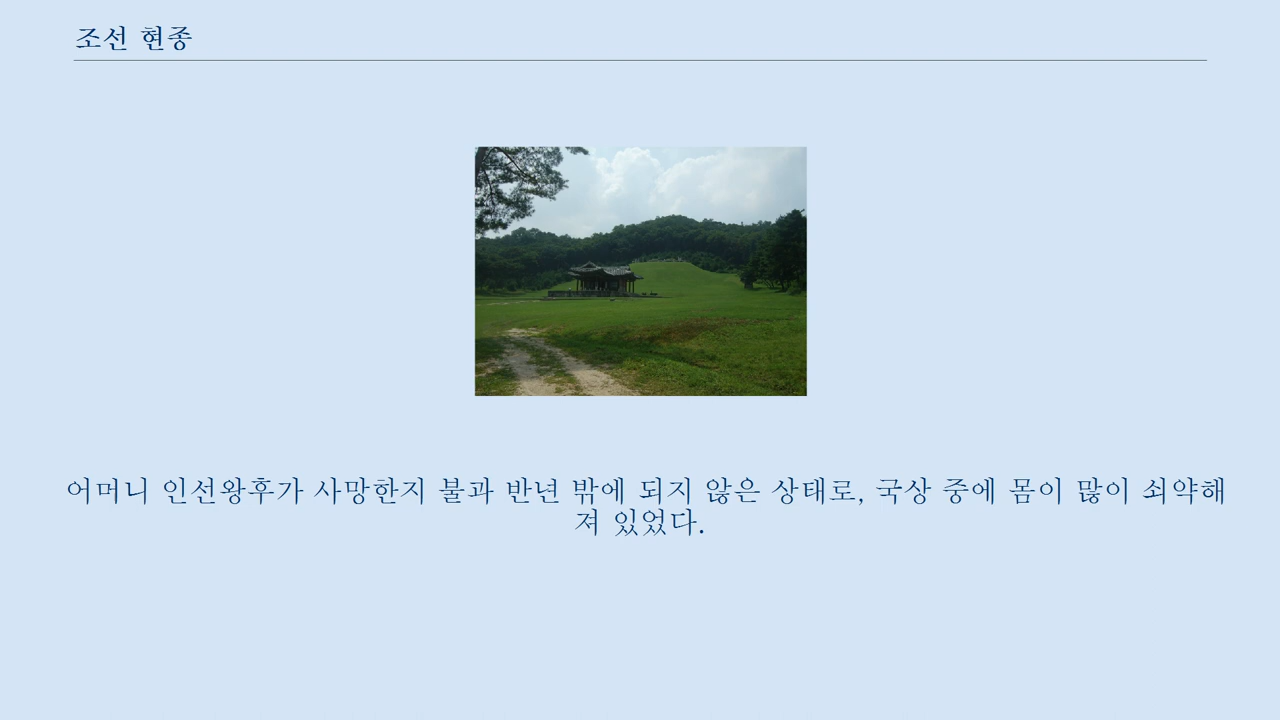 조선 현종
어머니 인선왕후가 사망한지 불과 반년 밖에 되지 않은 상태로, 국상 중에 몸이 많이 쇠약해
져 있었다.